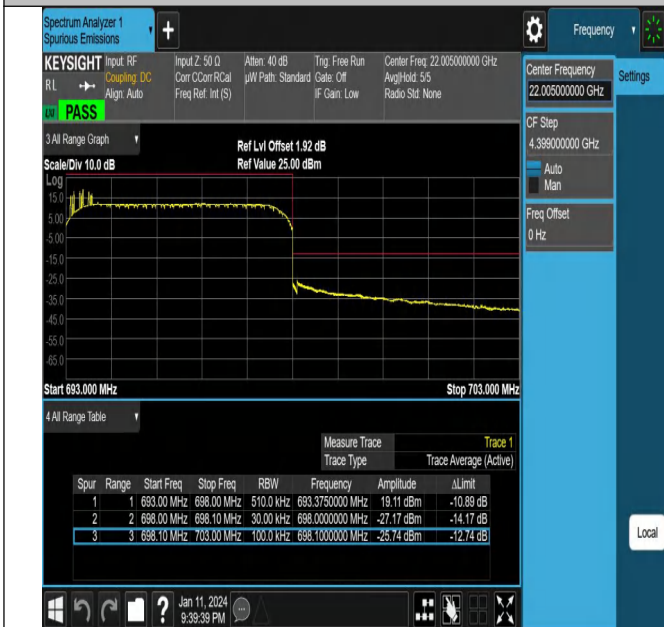 Spectrum Analyzer 1
Spurious Emissions
Frequency
KEYSIGHT Input: RF Input Z: 50 Ω Atten: 40 dB Trig: Free Run Center Freq: 22.005000000 GHz
RL Coupling: DC Corr CCorr RCal µW Path: Standard Gate: Off Avg|Hold: 5/5
Align: Auto Freq Ref: Int (S) IF Gain: Low Radio Std: None
PASS
Center Frequency
22.005000000 GHz
Settings
CF Step
4.399000000 GHz
Auto
Man
Freq Offset
0 Hz
3 All Range Graph
Ref Lvl Offset 1.92 dB
Scale/Div 10.0 dB Ref Value 25.00 dBm
Log
15.0
5.00
-5.00
-15.0
-25.0
-35.0
-45.0
-55.0
-65.0
Start 693.000 MHz Stop 703.000 MHz
4 All Range Table
Measure Trace Trace 1
Trace Type Trace Average (Active)
Spur Range Start Freq Stop Freq RBW Frequency Amplitude ΔLimit
1 1 693.00 MHz 698.00 MHz 510.0 kHz 693.3750000 MHz 19.11 dBm -10.89 dB
2 2 698.00 MHz 698.10 MHz 30.00 kHz 698.0000000 MHz -27.17 dBm -14.17 dB
3 3 698.10 MHz 703.00 MHz 100.0 kHz 698.1000000 MHz -25.74 dBm -12.74 dB
Local
? Jan 11, 2024
9:39:39 PM